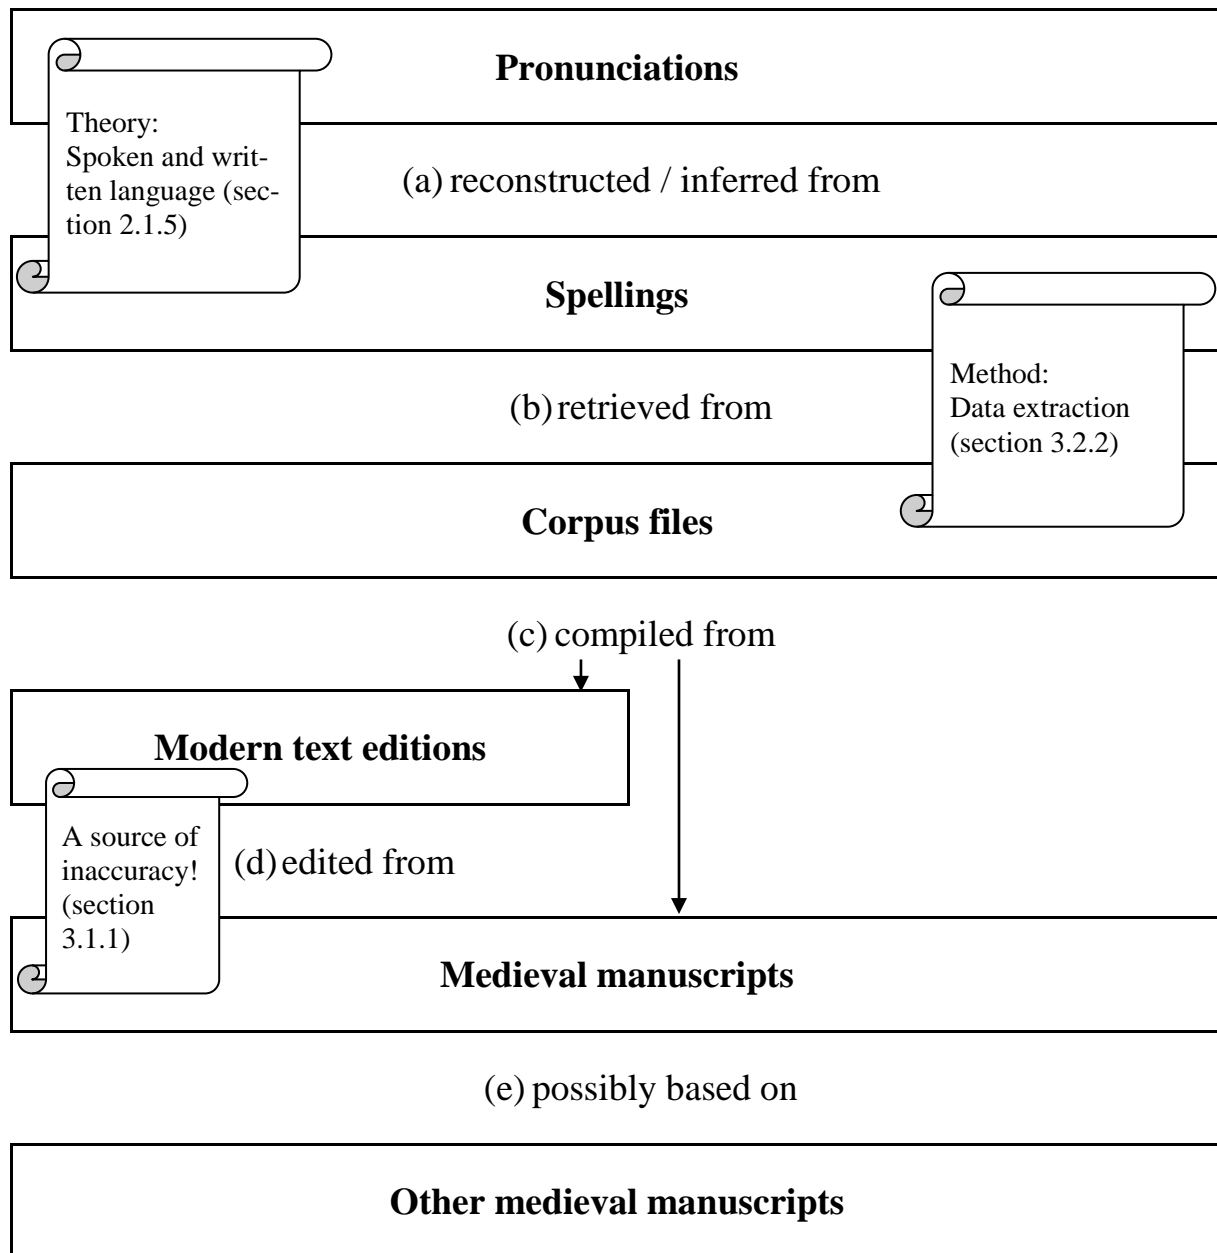 Pronunciations
Theory:
Spoken and writ-
ten language (sec-
tion 2.1.5)
(a) reconstructed / inferred from
Spellings
(b) retrieved from
Method:
Data extraction
(section 3.2.2)
Corpus files
(c) compiled from
Modern text editions
A source of
inaccuracy!
(section
3.1.1)
(d) edited from
Medieval manuscripts
(e) possibly based on
Other medieval manuscripts